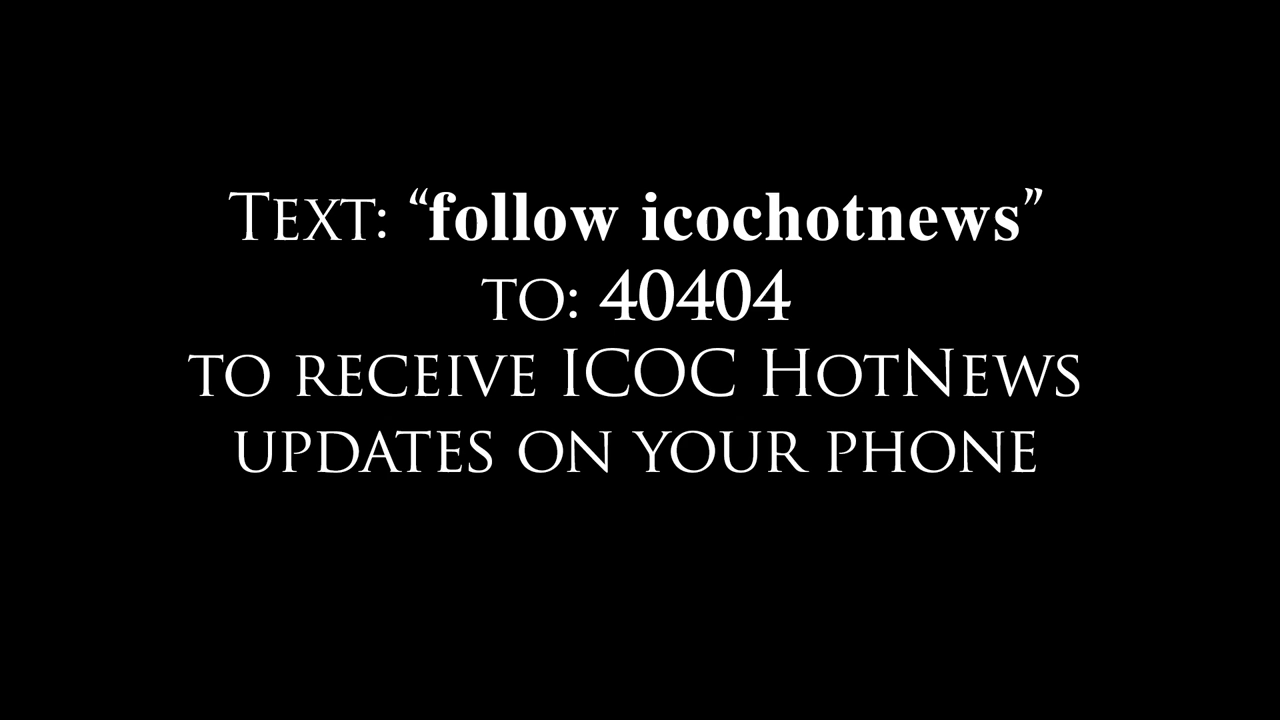 Text: “follow icochotnews”
to: 40404
to receive ICOC HotNews
updates on your phone